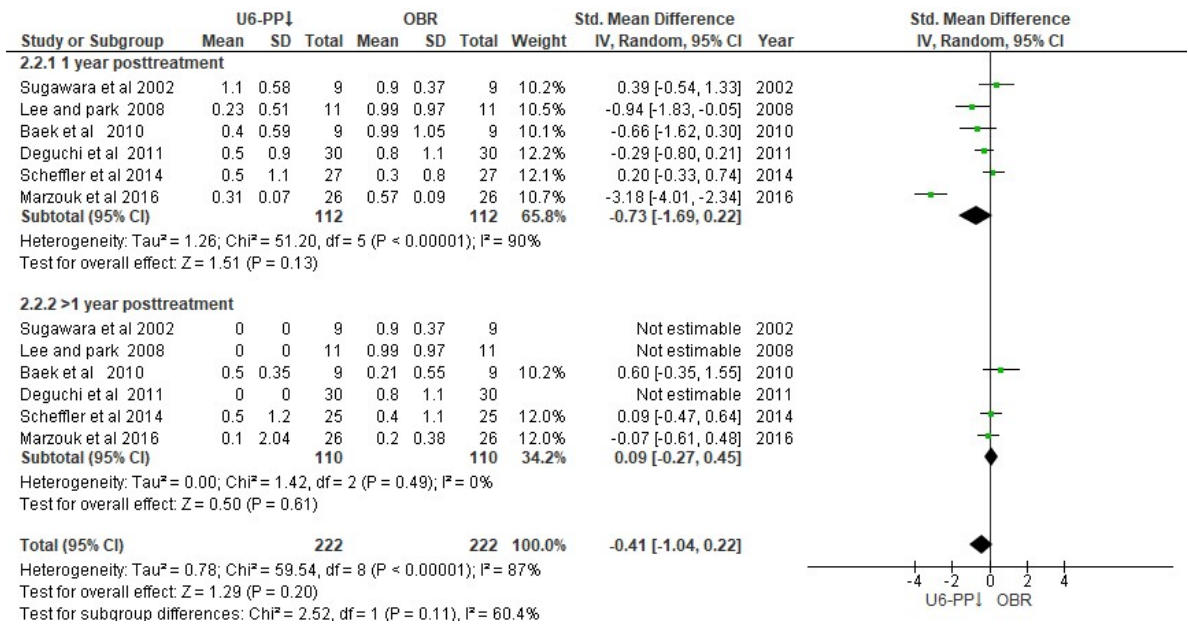 U6-PP↓ OBR Std. Mean Difference Std. Mean Difference
Study or Subgroup Mean SD Total Mean SD Total Weight IV, Random, 95% CI Year IV, Random, 95% CI
2.2.1 1 year posttreatment
Sugawara et al 2002 1.1 0.58 9 0.9 0.37 9 10.2% 0.39 [-0.54, 1.33] 2002
Lee and park 2008 0.23 0.51 11 0.99 0.97 11 10.5% -0.94 [-1.83, -0.05] 2008
Baek et al 2010 0.4 0.59 9 0.99 1.05 9 10.1% -0.66 [-1.62, 0.30] 2010
Deguchi et al 2011 0.5 0.9 30 0.8 1.1 30 12.2% -0.29 [-0.80, 0.21] 2011
Scheffler et al 2014 0.5 1.1 27 0.3 0.8 27 12.1% 0.20 [-0.33, 0.74] 2014
Marzouk et al 2016 0.31 0.07 26 0.57 0.09 26 10.7% -3.18 [-4.01, -2.34] 2016
Subtotal (95% CI) 112 112 65.8% -0.73 [-1.69, 0.22]
Heterogeneity: Tau² = 1.26; Chi² = 51.20, df = 5 (P < 0.00001); I² = 90%
Test for overall effect: Z = 1.51 (P = 0.13)
2.2.2 >1 year posttreatment
Sugawara et al 2002 0 0 9 0.9 0.37 9 Not estimable 2002
Lee and park 2008 0 0 11 0.99 0.97 11 Not estimable 2008
Baek et al 2010 0.5 0.35 9 0.21 0.55 9 10.2% 0.60 [-0.35, 1.55] 2010
Deguchi et al 2011 0 0 30 0.8 1.1 30 Not estimable 2011
Scheffler et al 2014 0.5 1.2 25 0.4 1.1 25 12.0% 0.09 [-0.47, 0.64] 2014
Marzouk et al 2016 0.1 2.04 26 0.2 0.38 26 12.0% -0.07 [-0.61, 0.48] 2016
Subtotal (95% CI) 110 110 34.2% 0.09 [-0.27, 0.45]
Heterogeneity: Tau² = 0.00; Chi² = 1.42, df = 2 (P = 0.49); I² = 0%
Test for overall effect: Z = 0.50 (P = 0.61)
Total (95% CI) 222 222 100.0% -0.41 [-1.04, 0.22]
Heterogeneity: Tau² = 0.78; Chi² = 59.54, df = 8 (P < 0.00001); I² = 87%
Test for overall effect: Z = 1.29 (P = 0.20)
Test for subgroup differences: Chi² = 2.52, df = 1 (P = 0.11), I² = 60.4%
-4 -2 0 2 4
U6-PP↓ OBR